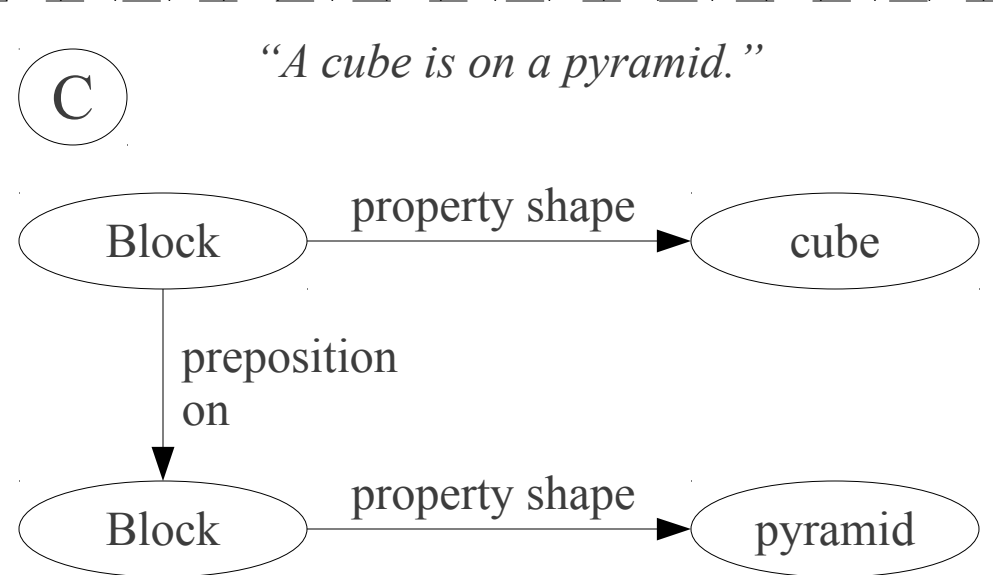 “A cube is on a pyramid.”
C
property shape
Block
cube
preposition
on
property shape
Block
pyramid